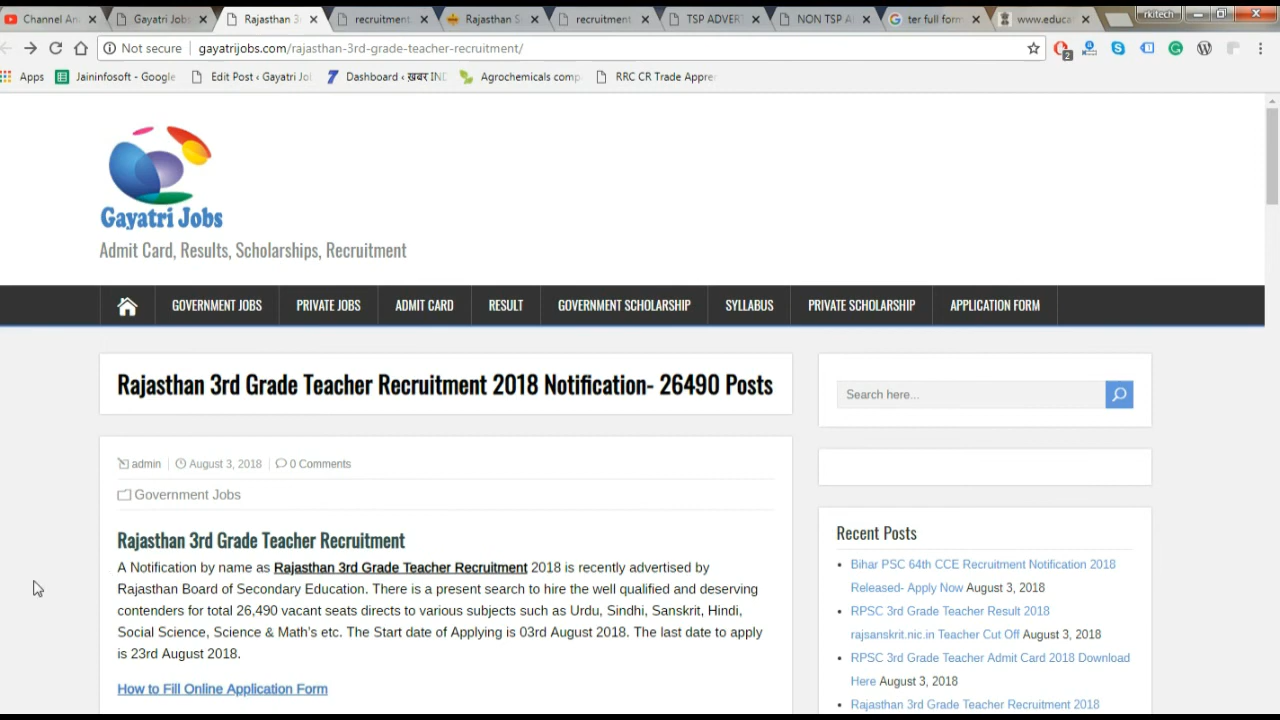 Channel An
Gayatri Jobs
Rajasthan 3
recruitment
Rajasthan S
recruitment
TSP ADVERT
NON TSP A
ter full form
www.educa
rkitech
Not secure
gayatrijobs.com/rajasthan-3rd-grade-teacher-recruitment/
2
Apps
Jaininfosoft - Google
Edit Post ‹ Gayatri Jo
Dashboard ‹ ख़बर IND
Agrochemicals comp
RRC CR Trade Appre
Gayatri Jobs
Admit Card, Results, Scholarships, Recruitment
GOVERNMENT JOBS
PRIVATE JOBS
ADMIT CARD
RESULT
GOVERNMENT SCHOLARSHIP
SYLLABUS
PRIVATE SCHOLARSHIP
APPLICATION FORM
Rajasthan 3rd Grade Teacher Recruitment 2018 Notification- 26490 Posts
admin
August 3, 2018
0 Comments
Government Jobs
Rajasthan 3rd Grade Teacher Recruitment
A Notification by name as Rajasthan 3rd Grade Teacher Recruitment 2018 is recently advertised by
Rajasthan Board of Secondary Education. There is a present search to hire the well qualified and deserving
contenders for total 26,490 vacant seats directs to various subjects such as Urdu, Sindhi, Sanskrit, Hindi,
Social Science, Science & Math's etc. The Start date of Applying is 03rd August 2018. The last date to apply
is 23rd August 2018.
How to Fill Online Application Form
Search here...
Recent Posts
Bihar PSC 64th CCE Recruitment Notification 2018
Released- Apply Now August 3, 2018
RPSC 3rd Grade Teacher Result 2018
rajsanskrit.nic.in Teacher Cut Off August 3, 2018
RPSC 3rd Grade Teacher Admit Card 2018 Download
Here August 3, 2018
Rajasthan 3rd Grade Teacher Recruitment 2018